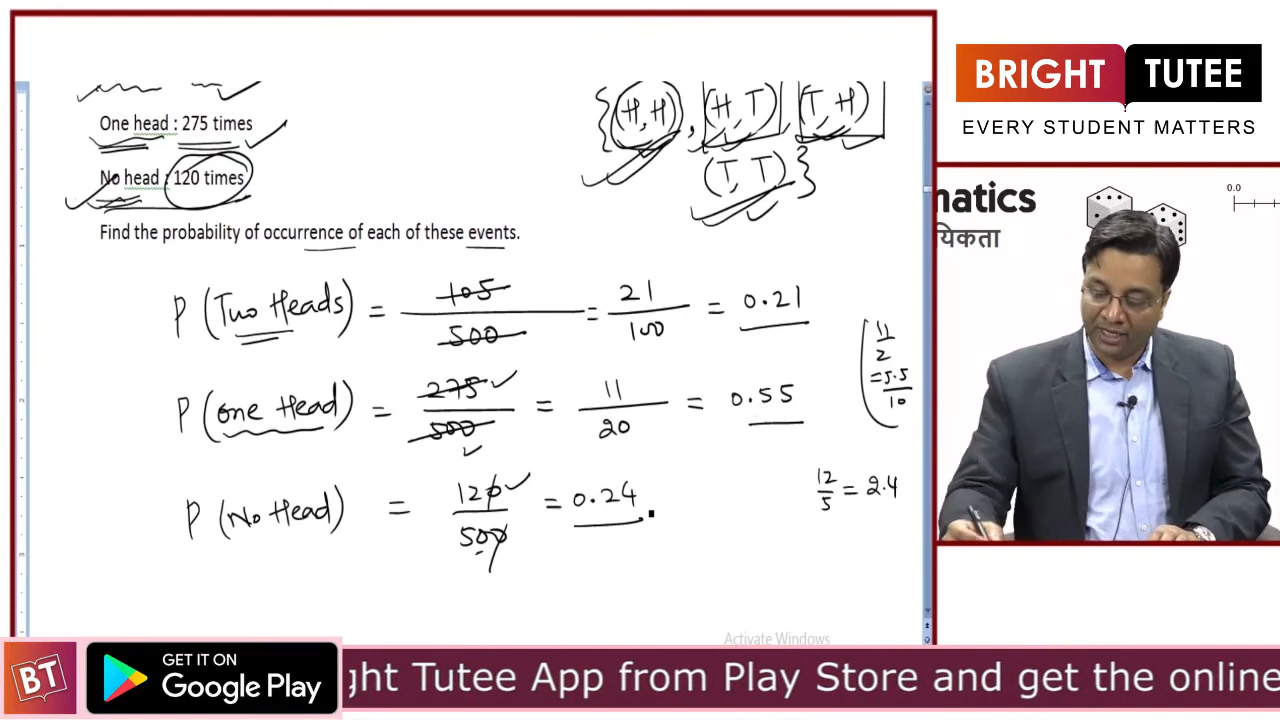 BRIGHT TUTEE
EVERY STUDENT MATTERS
{(H, H), (H, T), (T, H)
(T, T)}
One head : 275 times
No head : 120 times
Find the probability of occurrence of each of these events.
P (Two Heads) = 105/500 = 21/100 = 0.21
11/2
= 5.5/10
P (one Head) = 275/500 = 11/20 = 0.55
P (No Head) = 120/500 = 0.24
12/5 = 2.4
natics
यिकता
0.0
Activate Windows
BT
GET IT ON
Google Play
ght Tutee App from Play Store and get the online